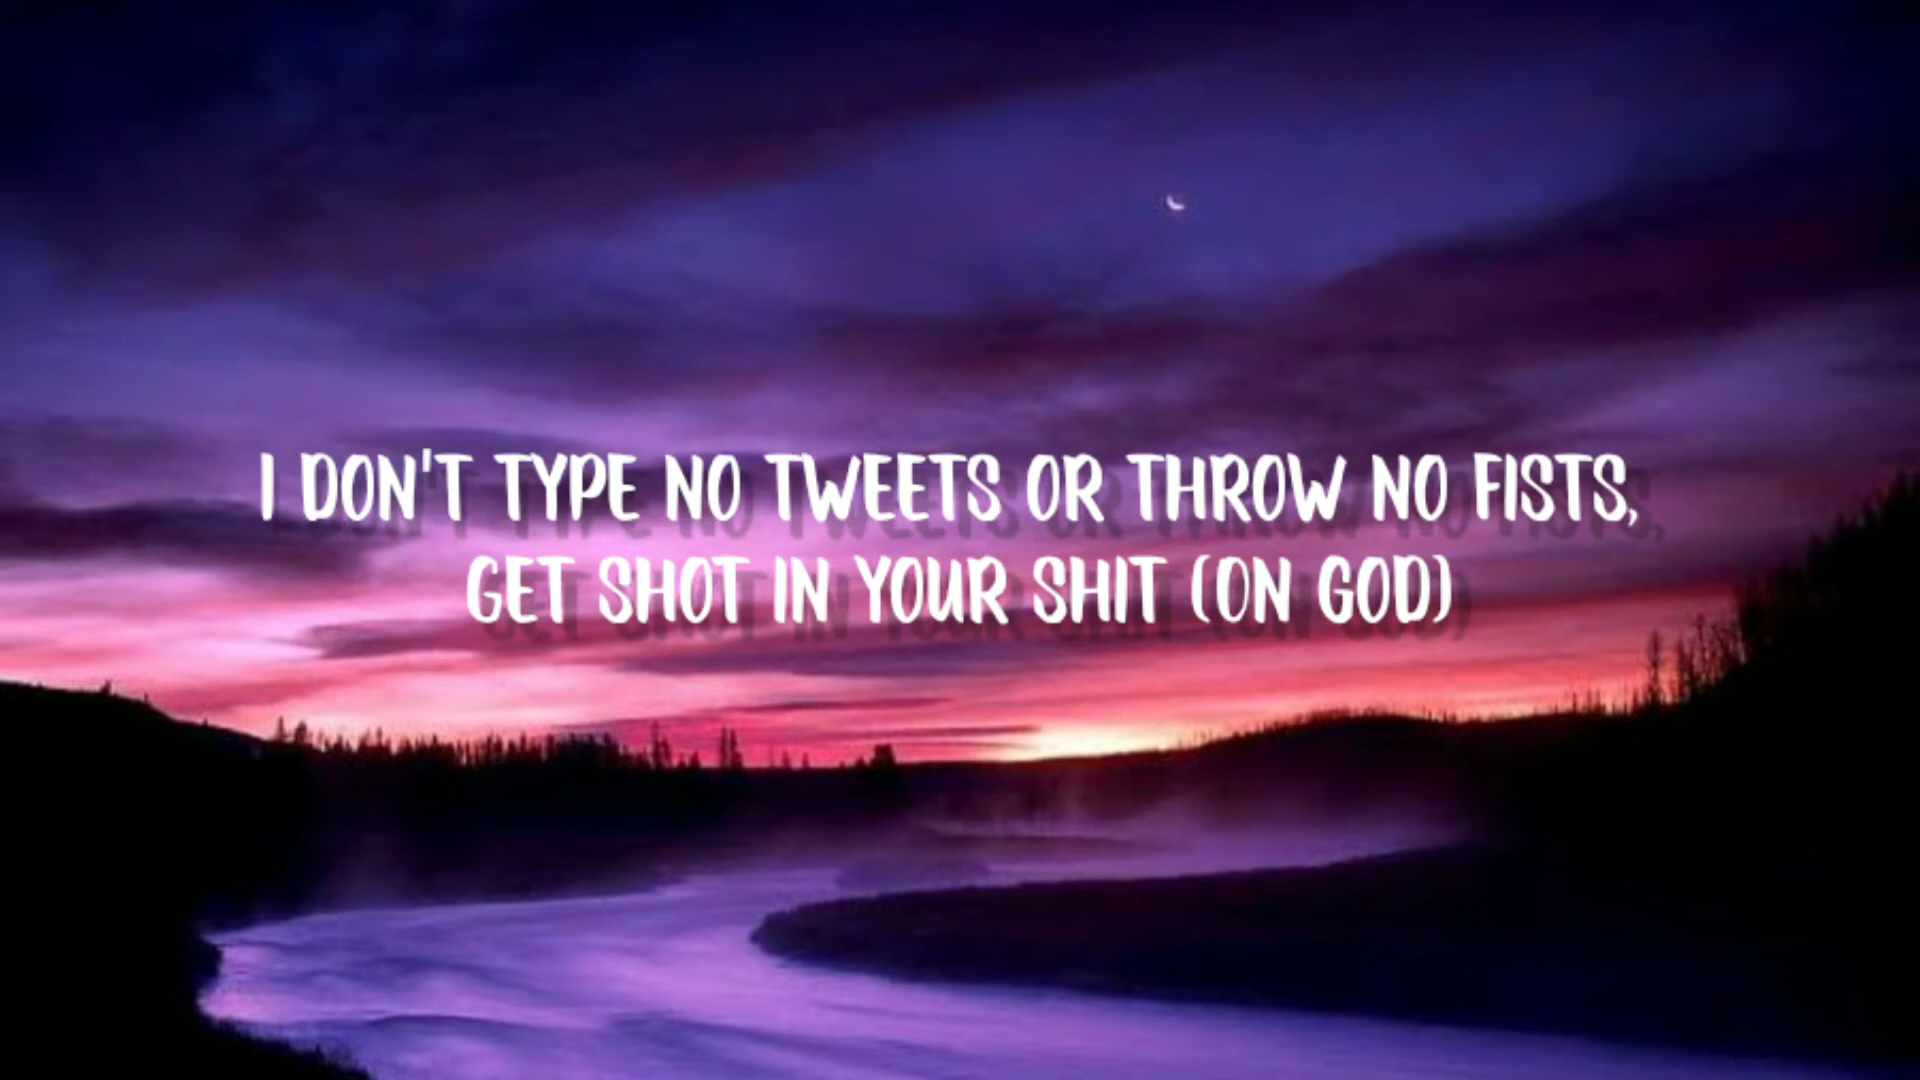 I DON'T TYPE NO TWEETS OR THROW NO FISTS,
GET SHOT IN YOUR SHIT (ON GOD)